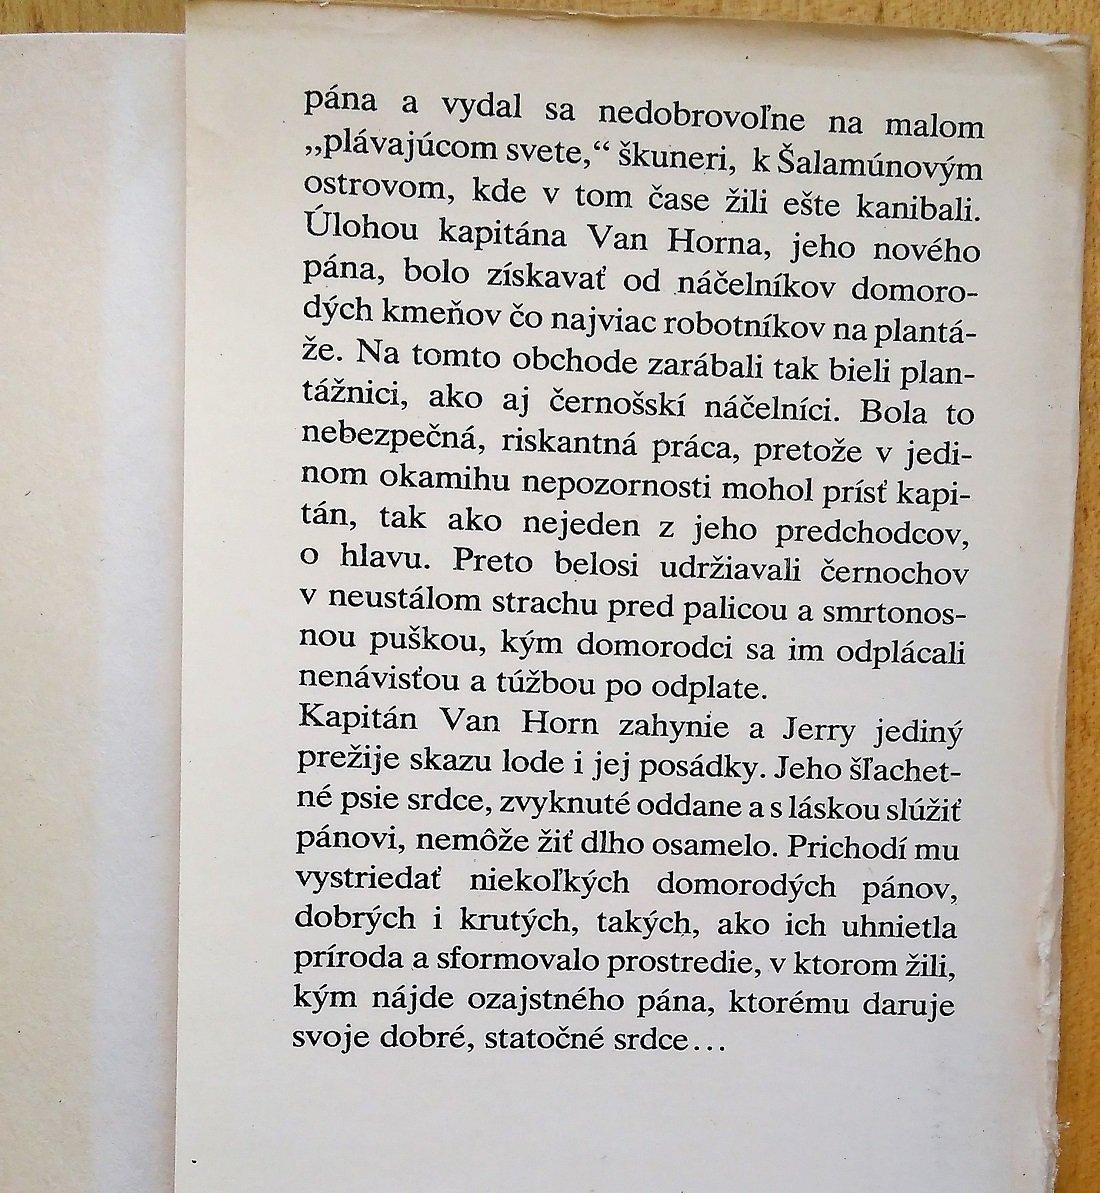 pána a vydal sa nedobrovoľne na malom
„plávajúcom svete,“ škuneri, k Šalamúnovým
ostrovom, kde v tom čase žili ešte kanibali.
Úlohou kapitána Van Horna, jeho nového
pána, bolo získavať od náčelníkov domoro-
dých kmeňov čo najviac robotníkov na plantá-
že. Na tomto obchode zarábali tak bieli plan-
tážnici, ako aj černošskí náčelníci. Bola to
nebezpečná, riskantná práca, pretože v jedi-
nom okamihu nepozornosti mohol prísť kapi-
tán, tak ako nejeden z jeho predchodcov,
o hlavu. Preto belosi udržiavali černochov
v neustálom strachu pred palicou a smrtonos-
nou puškou, kým domorodci sa im odplácali
nenávisťou a túžbou po odplate.
Kapitán Van Horn zahynie a Jerry jediný
prežije skazu lode i jej posádky. Jeho šľachet-
né psie srdce, zvyknuté oddane a s láskou slúžiť
pánovi, nemôže žiť dlho osamelo. Prichodí mu
vystriedať niekoľkých domorodých pánov,
dobrých i krutých, takých, ako ich uhnietla
príroda a sformovalo prostredie, v ktorom žili,
kým nájde ozajstného pána, ktorému daruje
svoje dobré, statočné srdce...